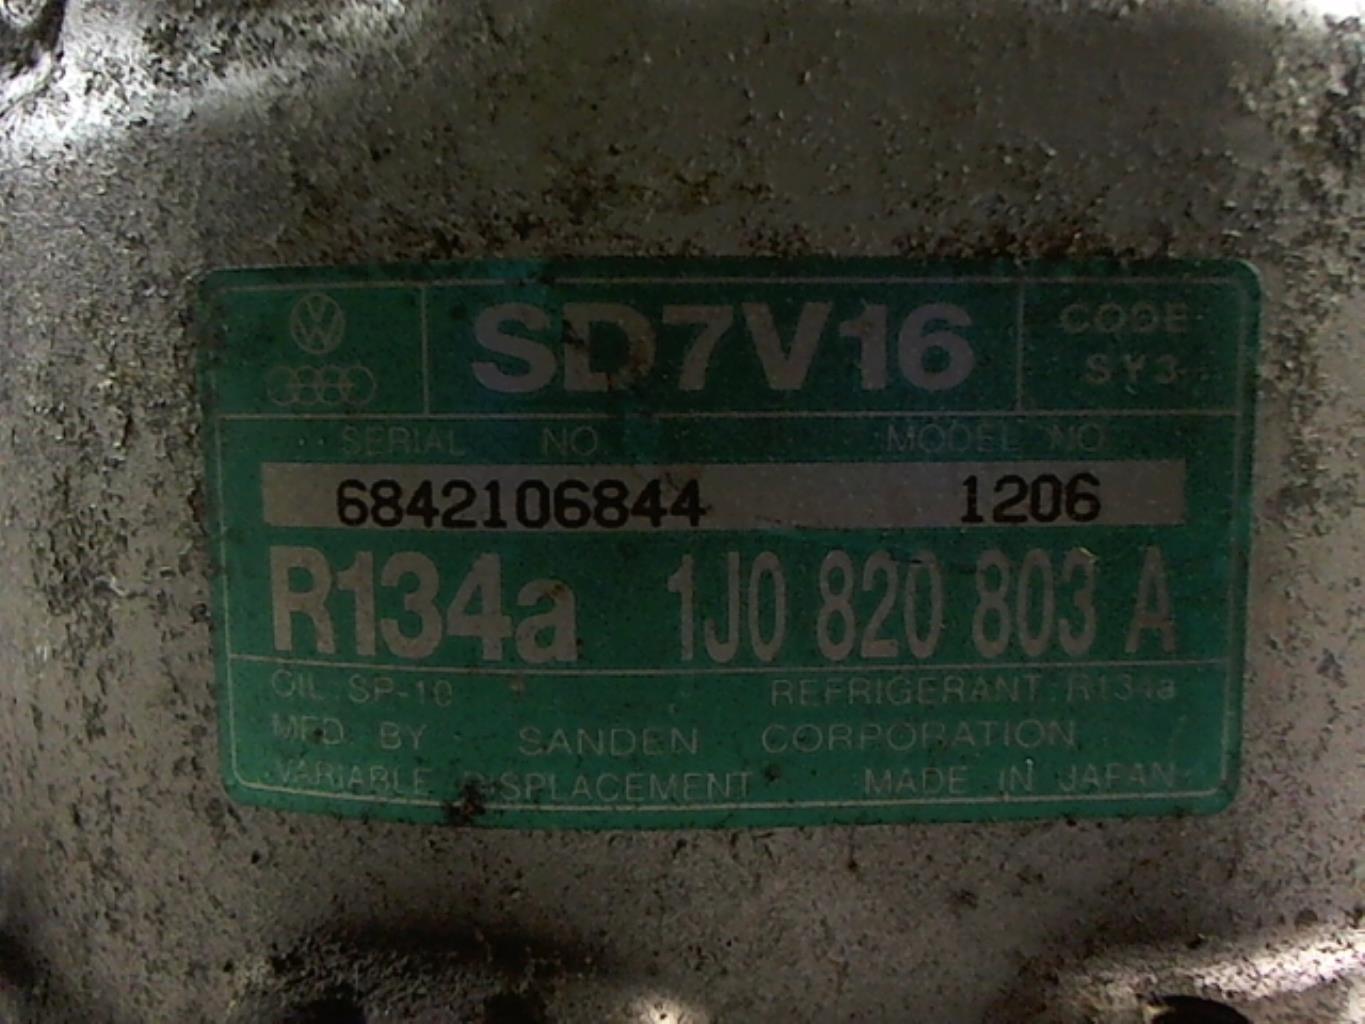 SD7V16
CODE
SY3
SERIAL NO. MODEL NO.
6842106844 1206
R134a 1J0 820 803 A
OIL: SP-10 REFRIGERANT: R134a
MFD BY SANDEN CORPORATION
VARIABLE DISPLACEMENT MADE IN JAPAN